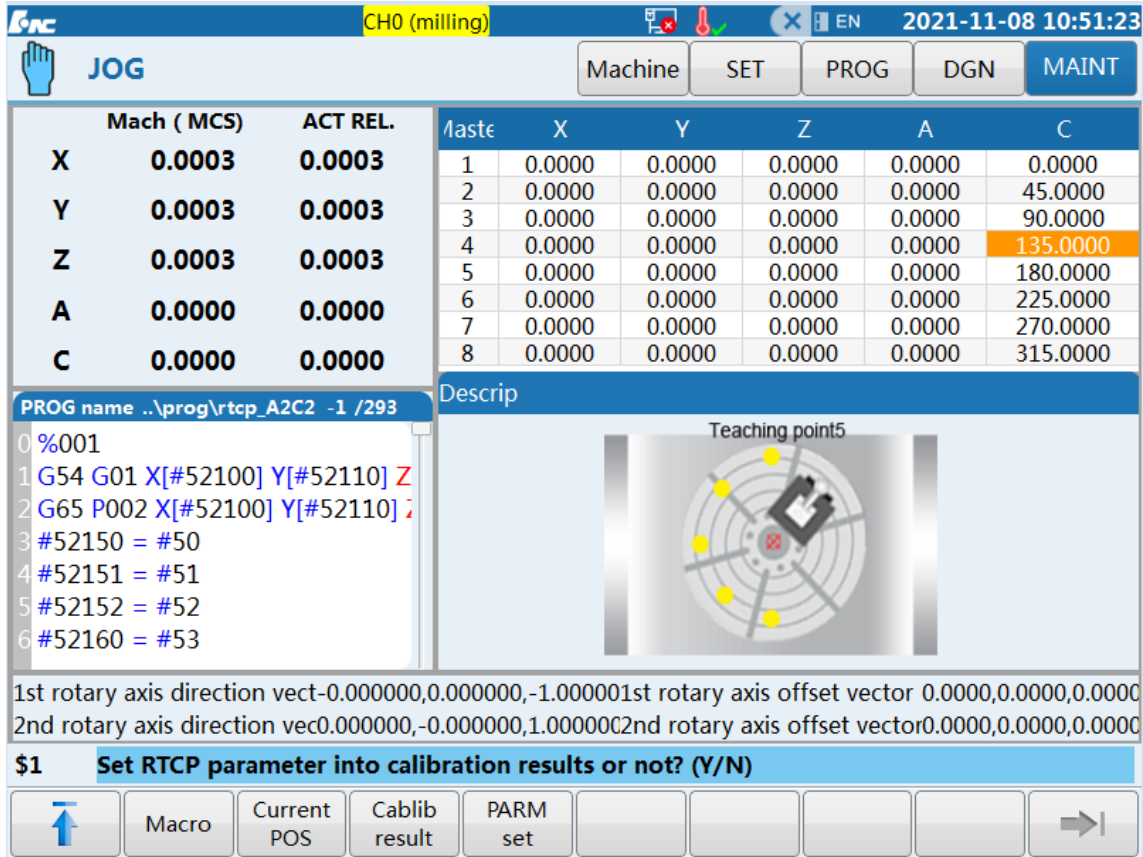 HNC CH0 (milling) EN 2021-11-08 10:51:23
JOG Machine SET PROG DGN MAINT
Mach ( MCS) ACT REL.
X 0.0003 0.0003
Y 0.0003 0.0003
Z 0.0003 0.0003
A 0.0000 0.0000
C 0.0000 0.0000
Maste X Y Z A C
1 0.0000 0.0000 0.0000 0.0000 0.0000
2 0.0000 0.0000 0.0000 0.0000 45.0000
3 0.0000 0.0000 0.0000 0.0000 90.0000
4 0.0000 0.0000 0.0000 0.0000 135.0000
5 0.0000 0.0000 0.0000 0.0000 180.0000
6 0.0000 0.0000 0.0000 0.0000 225.0000
7 0.0000 0.0000 0.0000 0.0000 270.0000
8 0.0000 0.0000 0.0000 0.0000 315.0000
PROG name ..\prog\rtcp_A2C2 -1 /293
0 %001
1 G54 G01 X[#52100] Y[#52110] Z
2 G65 P002 X[#52100] Y[#52110] Z
3 #52150 = #50
4 #52151 = #51
5 #52152 = #52
6 #52160 = #53
Descrip
Teaching point5
1st rotary axis direction vect-0.000000,0.000000,-1.000001st rotary axis offset vector 0.0000,0.0000,0.0000
2nd rotary axis direction vec0.000000,-0.000000,1.0000002nd rotary axis offset vector0.0000,0.0000,0.0000
$1 Set RTCP parameter into calibration results or not? (Y/N)
Macro Current POS Cablib result PARM set